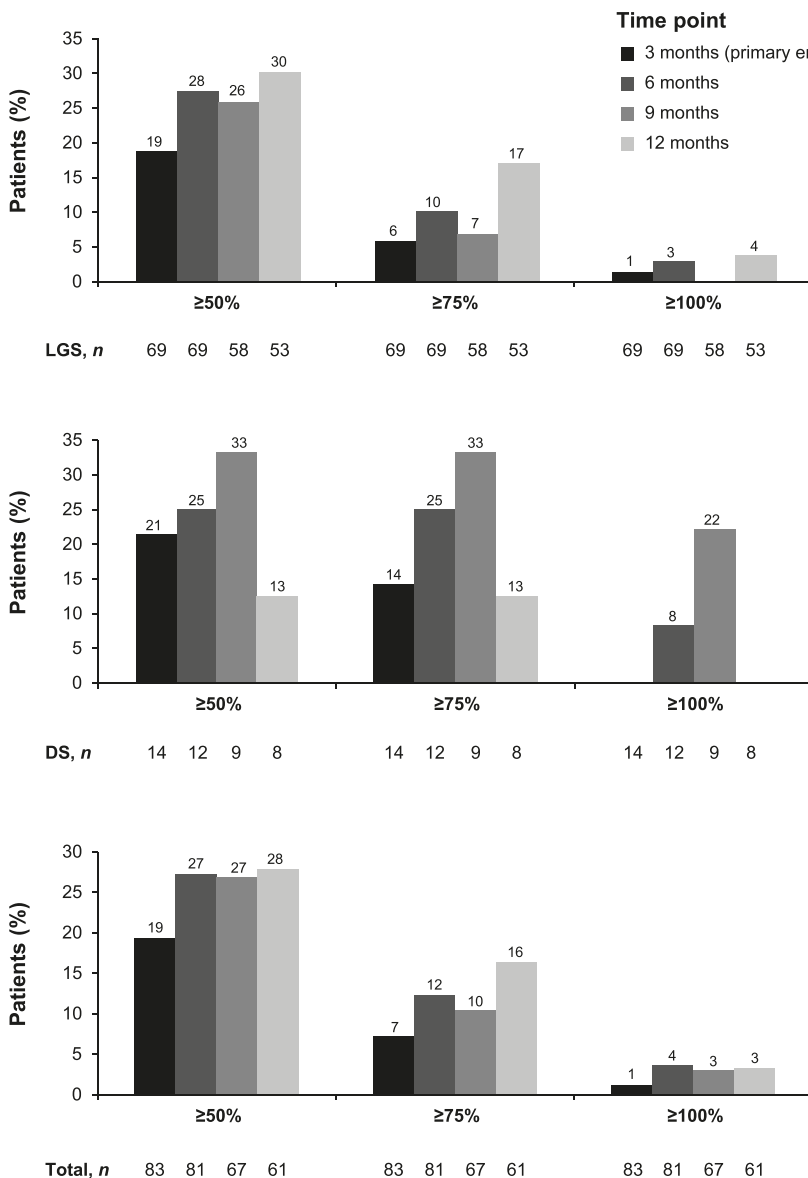 Time point
3 months (primary en
6 months
9 months
12 months
Patients (%)
35
30
25
20
15
10
5
0
19 28 26 30
6 10 7 17
1 3 4
≥50% ≥75% ≥100%
LGS, n 69 69 58 53 69 69 58 53 69 69 58 53
Patients (%)
35
30
25
20
15
10
5
0
21 25 33 13
14 25 33 13
8 22
≥50% ≥75% ≥100%
DS, n 14 12 9 8 14 12 9 8 14 12 9 8
Patients (%)
30
25
20
15
10
5
0
19 27 27 28
7 12 10 16
1 4 3 3
≥50% ≥75% ≥100%
Total, n 83 81 67 61 83 81 67 61 83 81 67 61